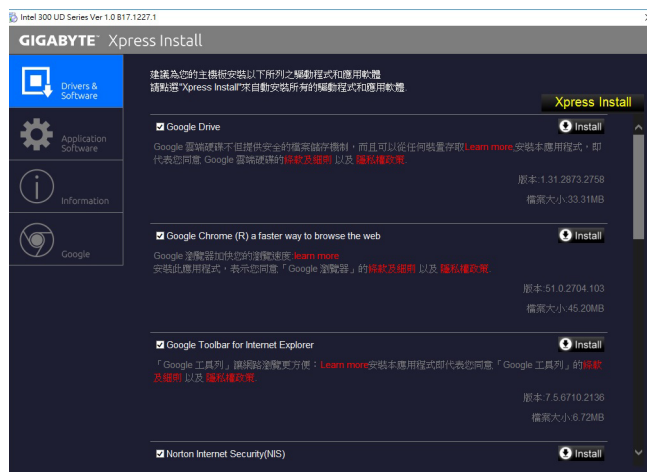 Intel 300 UD Series Ver 1.0 B17.1227.1
GIGABYTE™ Xpress Install
Drivers &
Software
Application
Software
Information
Google
建議為您的主機板安裝以下所列之驅動程式和應用軟體
請點選"Xpress Install"來自動安裝所有的驅動程式和應用軟體.
Xpress Install
Google Drive
Install
Google 雲端硬碟不但提供安全的檔案儲存機制，而且可以從任何裝置存取Learn more.安裝本應用程式，即
代表您同意 Google 雲端硬碟的條款及細則 以及 隱私權政策.
版本:1.31.2873.2758
檔案大小:33.31MB
Google Chrome (R) a faster way to browse the web
Install
Google 瀏覽器加快您的瀏覽速度.learn more
安裝此應用程式，表示您同意「Google 瀏覽器」的條款及細則 以及 隱私權政策.
版本:51.0.2704.103
檔案大小:45.20MB
Google Toolbar for Internet Explorer
Install
「Google 工具列」讓網路瀏覽更方便：Learn more安裝本應用程式即代表您同意「Google 工具列」的條款
及細則 以及 隱私權政策.
版本:7.5.6710.2136
檔案大小:6.72MB
Norton Internet Security(NIS)
Install